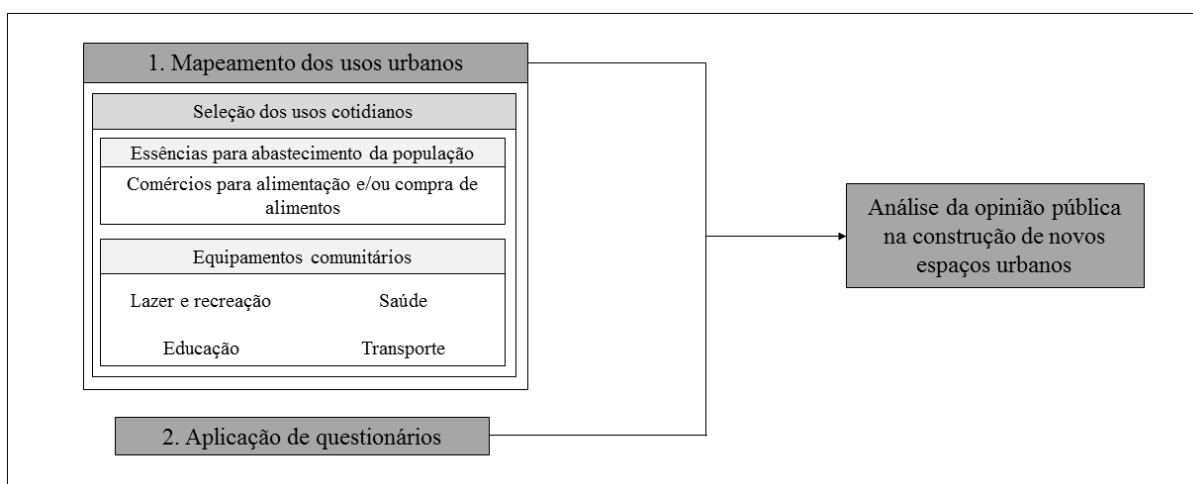 1. Mapeamento dos usos urbanos
Seleção dos usos cotidianos
Essências para abastecimento da população
Comércios para alimentação e/ou compra de
alimentos
Equipamentos comunitários
Lazer e recreação
Saúde
Educação
Transporte
2. Aplicação de questionários
Análise da opinião pública
na construção de novos
espaços urbanos